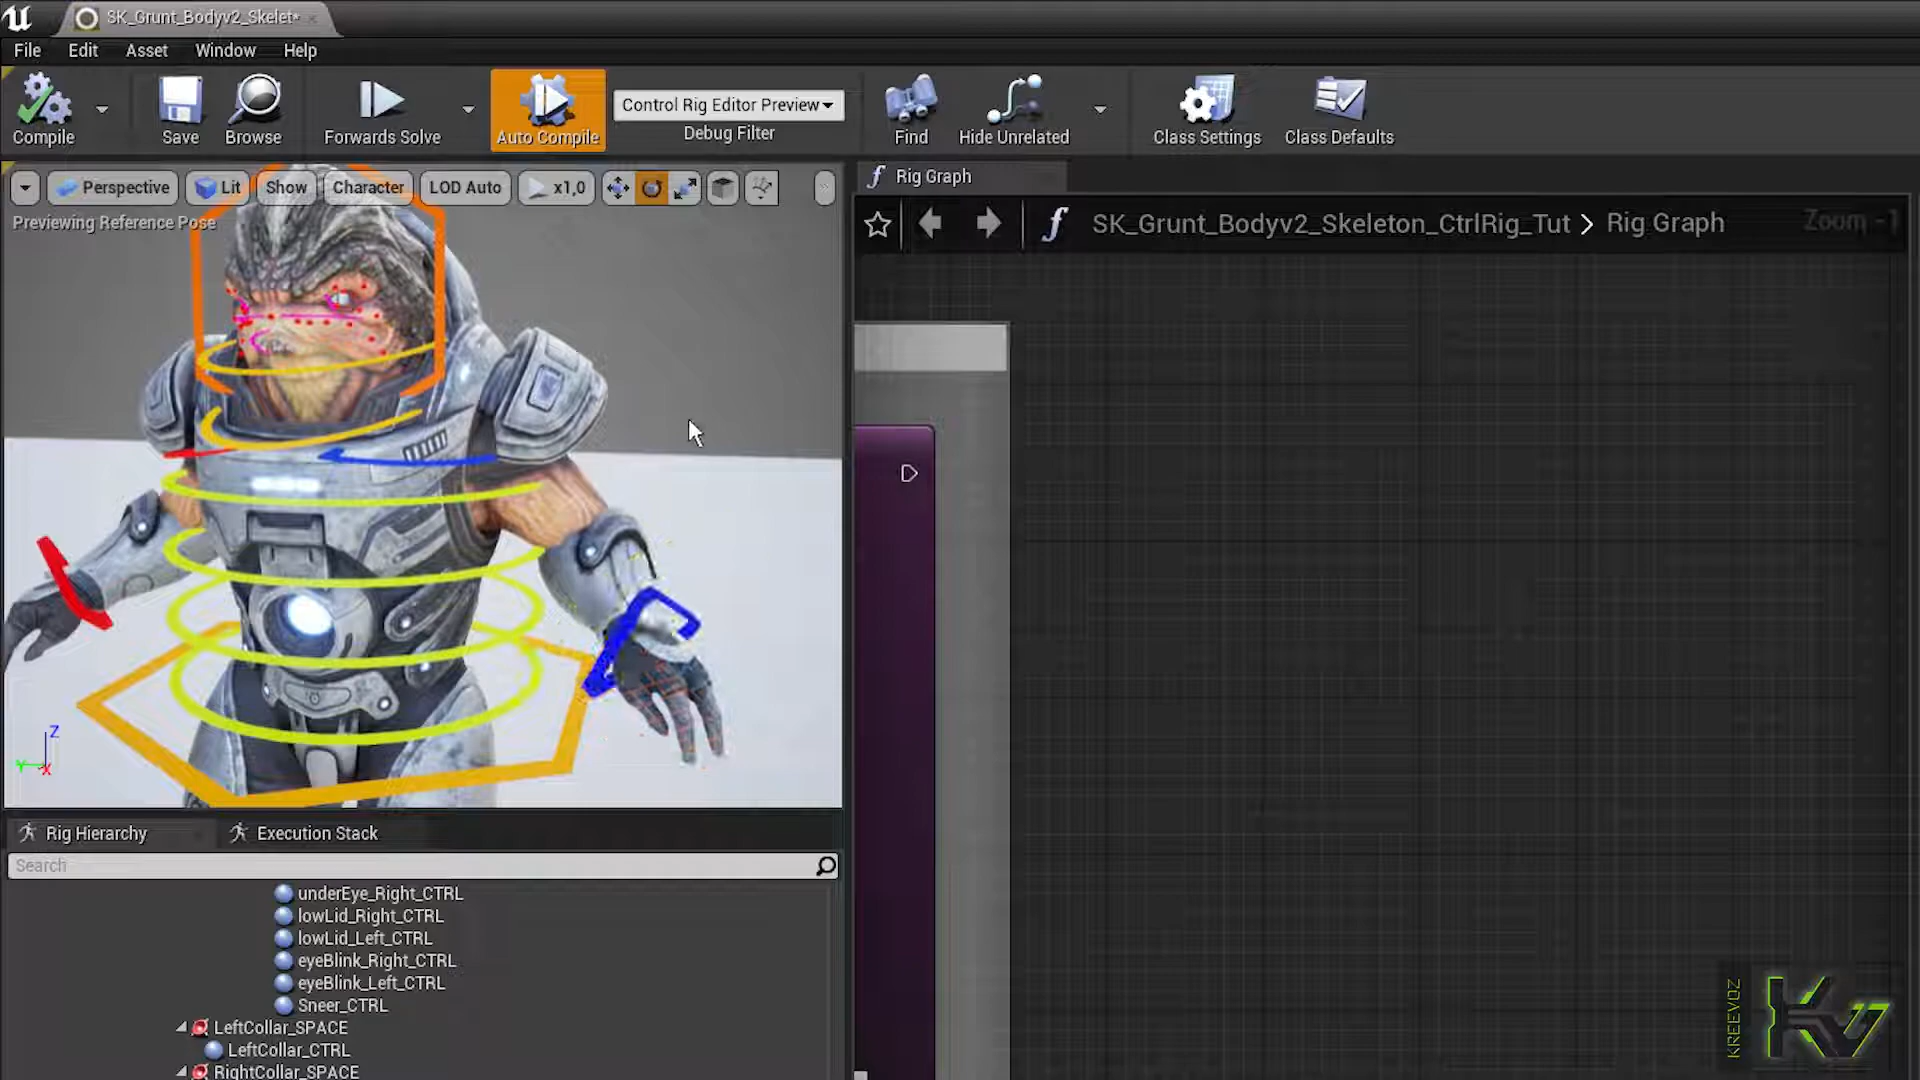 SK_Grunt_Bodyv2_Skelet*
File Edit Asset Window Help
Compile
Save
Browse
Forwards Solve
Auto Compile
Control Rig Editor Preview
Debug Filter
Find
Hide Unrelated
Class Settings
Class Defaults
Perspective
Lit
Show
Character
LOD Auto
x1,0
Previewing Reference Pose
Z
Y
X
Rig Graph
SK_Grunt_Bodyv2_Skeleton_CtrlRig_Tut > Rig Graph
Zoom -1
Rig Hierarchy
Execution Stack
Search
underEye_Right_CTRL
lowLid_Right_CTRL
lowLid_Left_CTRL
eyeBlink_Right_CTRL
eyeBlink_Left_CTRL
Sneer_CTRL
LeftCollar_SPACE
LeftCollar_CTRL
RightCollar_SPACE
KREEVOZ